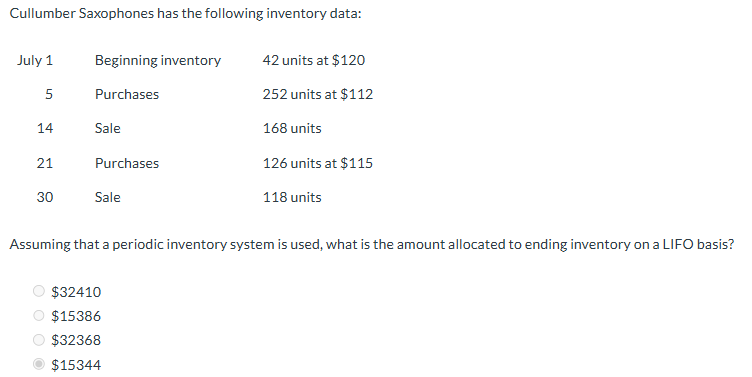 Cullumber Saxophones has the following inventory data:
July 1 Beginning inventory 42 units at $120
5 Purchases 252 units at $112
14 Sale 168 units
21 Purchases 126 units at $115
30 Sale 118 units
Assuming that a periodic inventory system is used, what is the amount allocated to ending inventory on a LIFO basis?
$32410
$15386
$32368
$15344